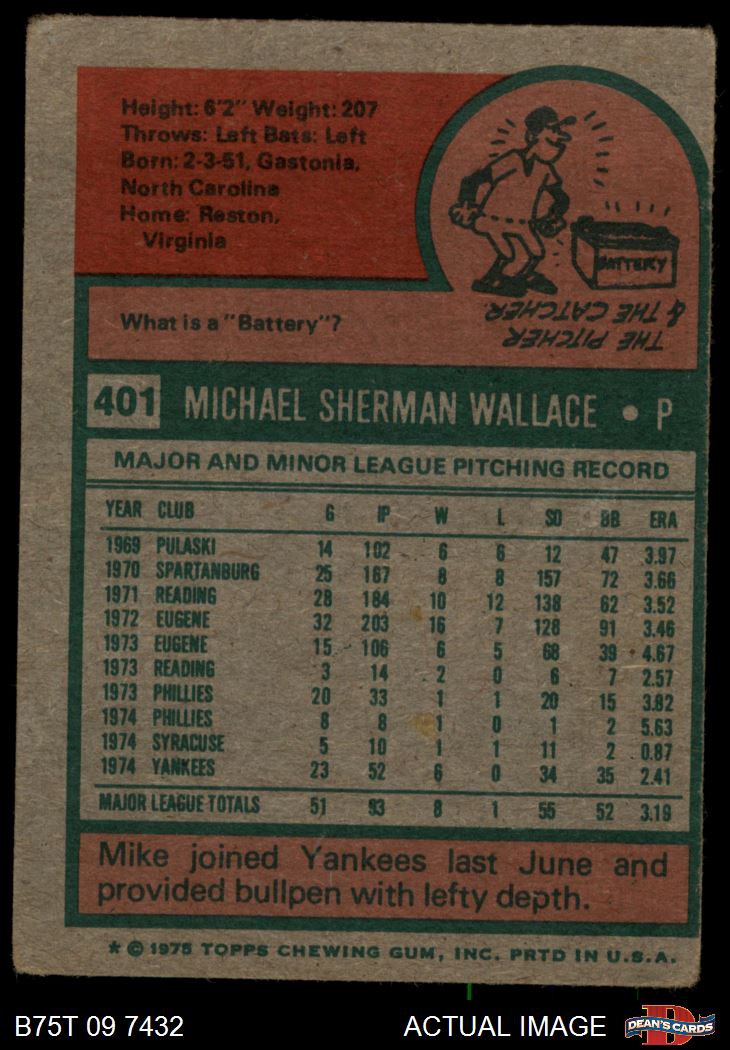 Height: 6'2" Weight: 207
Throws: Left Bats: Left
Born: 2-3-51, Gastonia,
North Carolina
Home: Reston,
Virginia
BATTERY
What is a "Battery"?
THE PITCHER
& THE CATCHER.
401 MICHAEL SHERMAN WALLACE • P
MAJOR AND MINOR LEAGUE PITCHING RECORD
YEAR CLUB G IP W L SO BB ERA
1969 PULASKI 14 102 6 6 12 47 3.97
1970 SPARTANBURG 25 167 8 8 157 72 3.66
1971 READING 28 184 10 12 138 62 3.52
1972 EUGENE 32 203 16 7 128 91 3.46
1973 EUGENE 15 106 6 5 68 39 4.67
1973 READING 3 14 2 0 6 7 2.57
1973 PHILLIES 20 33 1 1 20 15 3.82
1974 PHILLIES 8 8 1 0 1 2 5.63
1974 SYRACUSE 5 10 1 1 11 2 0.87
1974 YANKEES 23 52 6 0 34 35 2.41
MAJOR LEAGUE TOTALS 51 93 8 1 55 52 3.19
Mike joined Yankees last June and
provided bullpen with lefty depth.
* © 1975 TOPPS CHEWING GUM, INC. PRTD IN U.S.A.
B75T 09 7432 ACTUAL IMAGE
D
DEAN'S CARDS